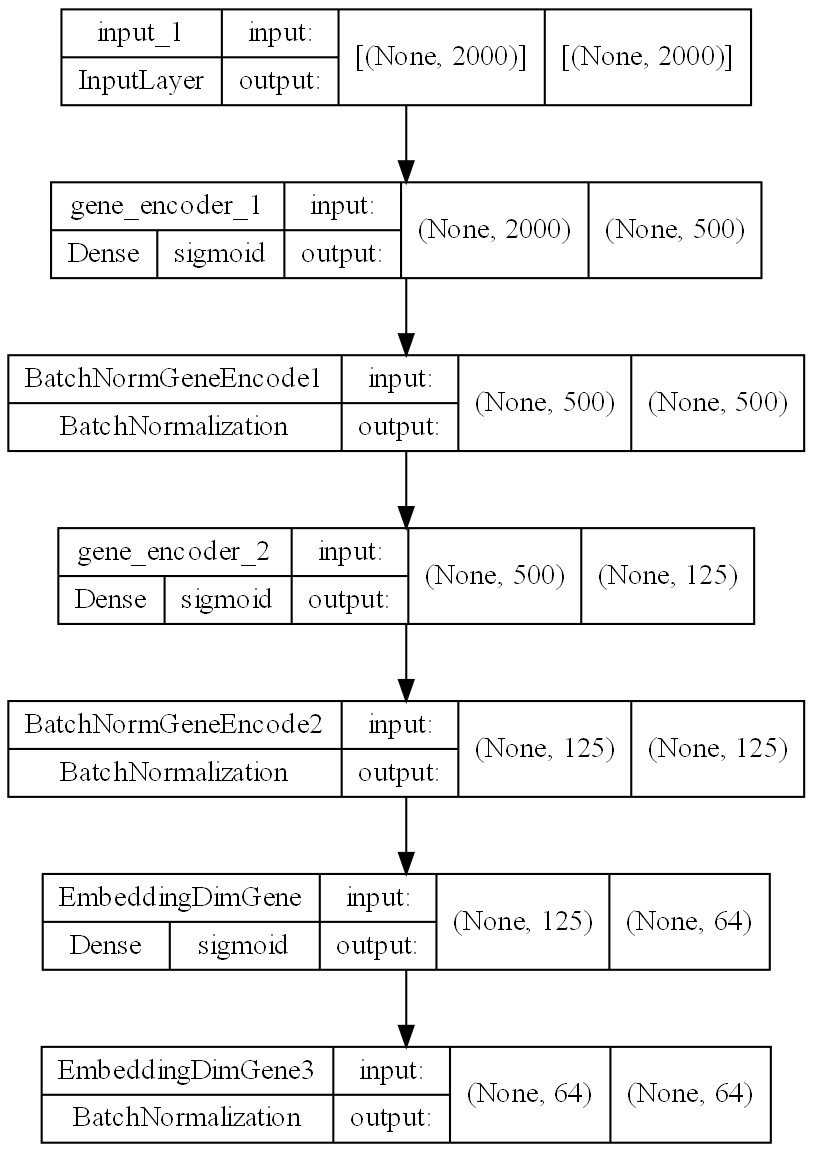 input_1 input: [(None, 2000)] [(None, 2000)]
InputLayer output:
gene_encoder_1 input: (None, 2000) (None, 500)
Dense sigmoid output:
BatchNormGeneEncode1 input: (None, 500) (None, 500)
BatchNormalization output:
gene_encoder_2 input: (None, 500) (None, 125)
Dense sigmoid output:
BatchNormGeneEncode2 input: (None, 125) (None, 125)
BatchNormalization output:
EmbeddingDimGene input: (None, 125) (None, 64)
Dense sigmoid output:
EmbeddingDimGene3 input: (None, 64) (None, 64)
BatchNormalization output: